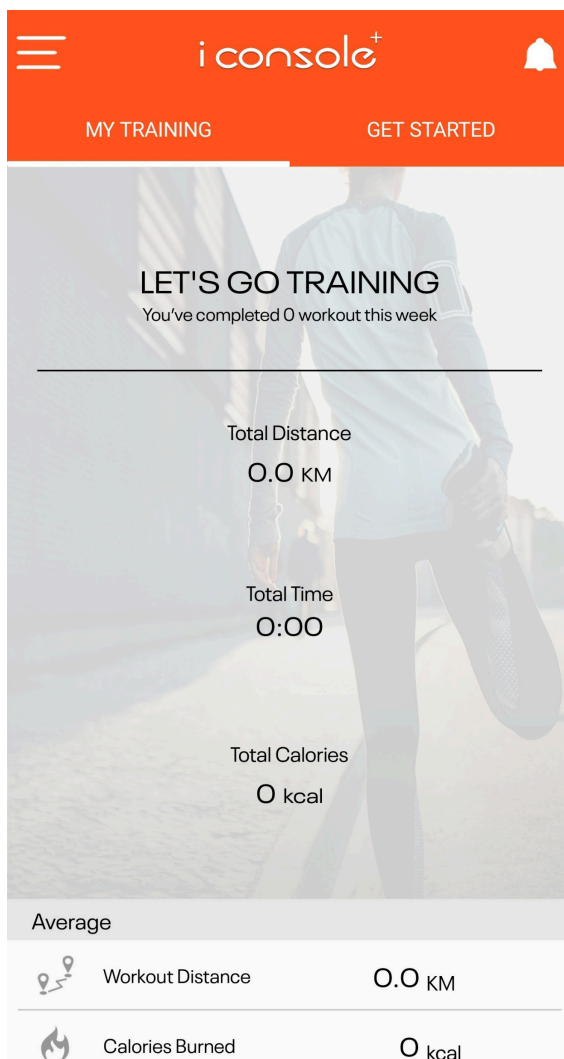 i console+
MY TRAINING
GET STARTED
LET'S GO TRAINING
You've completed 0 workout this week
Total Distance
0.0 KM
Total Time
0:00
Total Calories
0 kcal
Average
Workout Distance 0.0 KM
Calories Burned 0 kcal